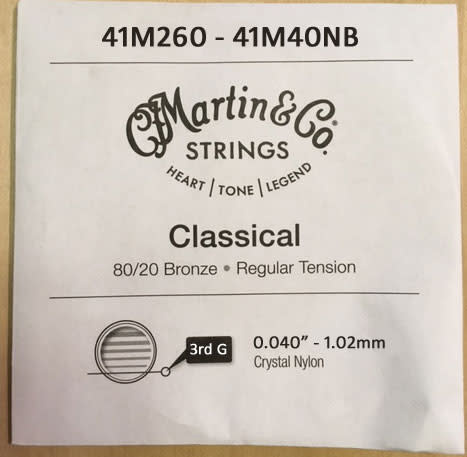 41M260 - 41M40NB
CFMartin & Co.®
STRINGS
HEART | TONE | LEGEND
Classical
80/20 Bronze • Regular Tension
3rd G
0.040” - 1.02mm
Crystal Nylon